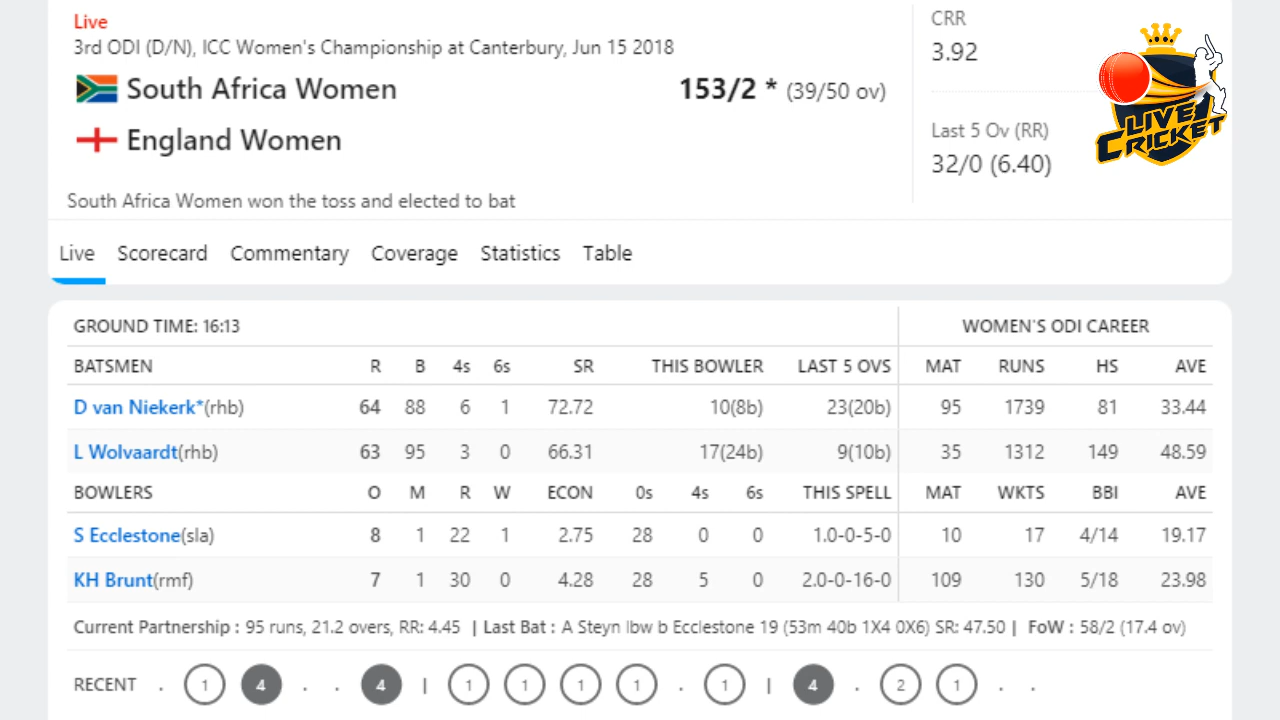 Live
3rd ODI (D/N), ICC Women's Championship at Canterbury, Jun 15 2018
South Africa Women 153/2 * (39/50 ov)
England Women
South Africa Women won the toss and elected to bat
CRR
3.92
Last 5 Ov (RR)
32/0 (6.40)
LIVE
CRICKET
Live Scorecard Commentary Coverage Statistics Table
GROUND TIME: 16:13 WOMEN'S ODI CAREER
BATSMEN R B 4s 6s SR THIS BOWLER LAST 5 OVS MAT RUNS HS AVE
D van Niekerk*(rhb) 64 88 6 1 72.72 10(8b) 23(20b) 95 1739 81 33.44
L Wolvaardt(rhb) 63 95 3 0 66.31 17(24b) 9(10b) 35 1312 149 48.59
BOWLERS O M R W ECON 0s 4s 6s THIS SPELL MAT WKTS BBI AVE
S Ecclestone(sla) 8 1 22 1 2.75 28 0 0 1.0-0-5-0 10 17 4/14 19.17
KH Brunt(rmf) 7 1 30 0 4.28 28 5 0 2.0-0-16-0 109 130 5/18 23.98
Current Partnership : 95 runs, 21.2 overs, RR: 4.45 | Last Bat : A Steyn lbw b Ecclestone 19 (53m 40b 1X4 0X6) SR: 47.50 | FoW : 58/2 (17.4 ov)
RECENT . 1 4 . . 4 | 1 1 1 1 . 1 | 4 . 2 1 . .